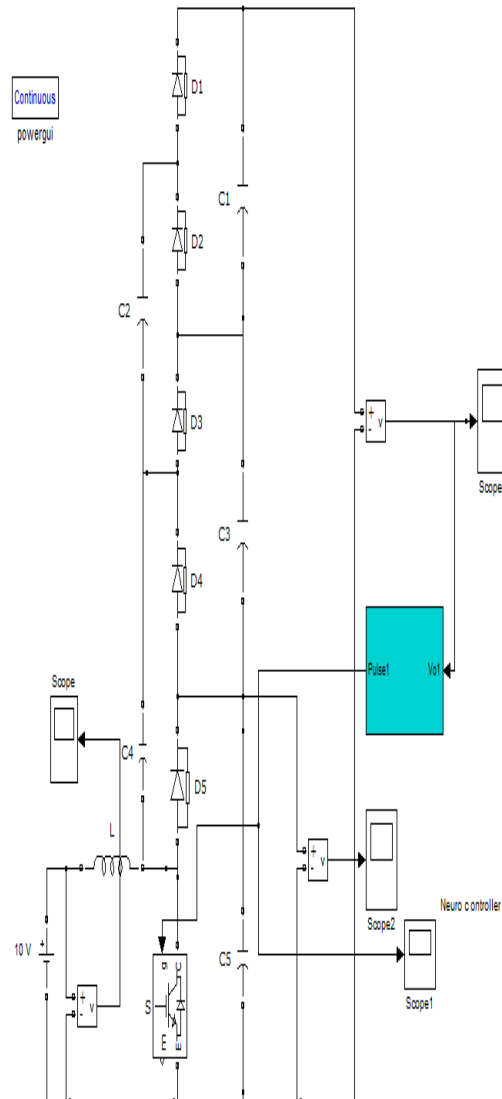 Continuous
powergui
D1
D2
C1
C2
D3
C3
D4
+
-
v
Scope
Pulse1
Vo1
Scope
C4
D5
L
+
-
v
Scope2
Neuro controller
Scope1
10 V
+
+
-
v
g
C
S
E
E
C5